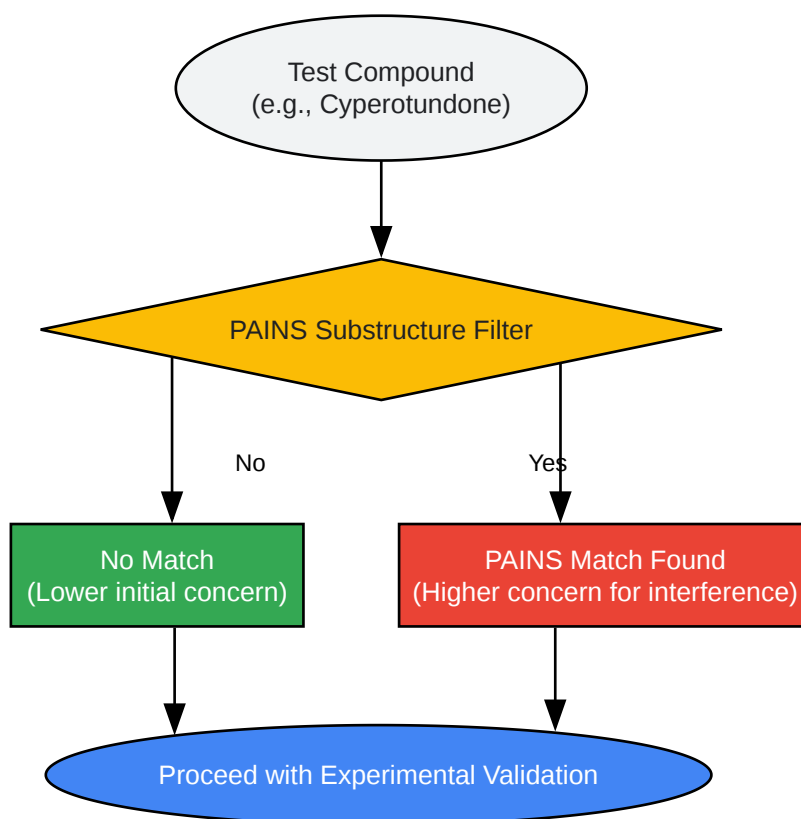 Test Compound
(e.g., Cyperotundone)
PAINS Substructure Filter
No
Yes
No Match
(Lower initial concern)
PAINS Match Found
(Higher concern for interference)
Proceed with Experimental Validation